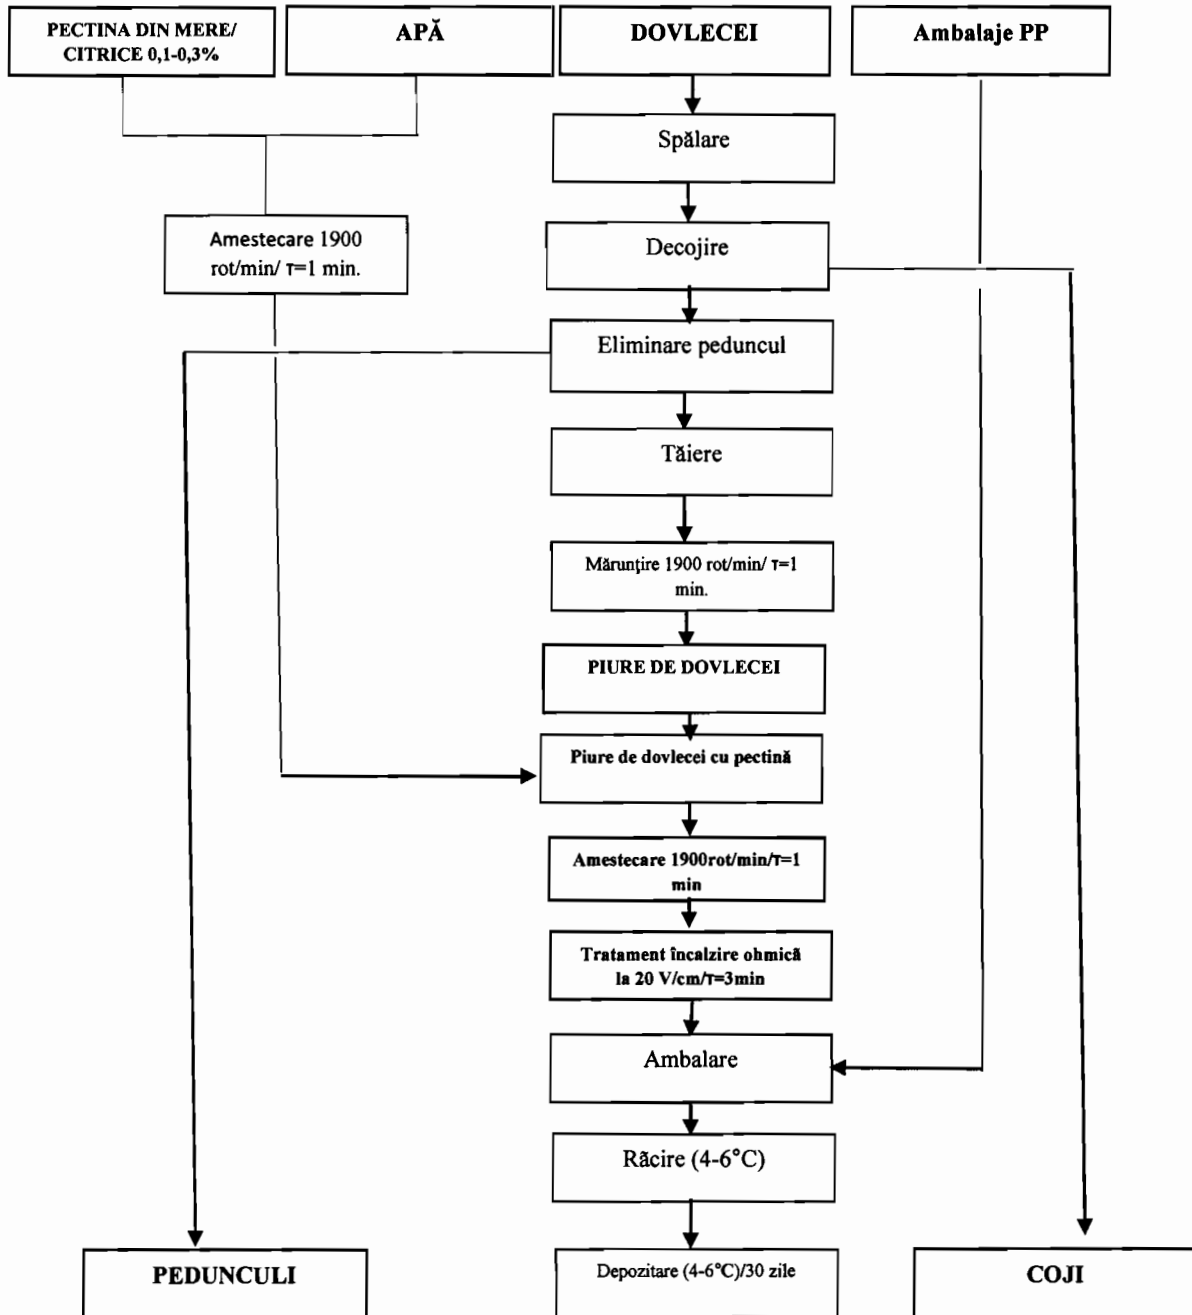 PECTINA DIN MERE/
CITRICE 0,1-0,3%
APĂ
DOVLECEI
Ambalaje PP
Spălare
Amestecare 1900
rot/min/ τ=1 min.
Decojire
Eliminare peduncul
Tăiere
Mărunțire 1900 rot/min/ τ=1
min.
PIURE DE DOVLECEI
Piure de dovlecei cu pectină
Amestecare 1900rot/min/τ=1
min
Tratament încalzire ohmică
la 20 V/cm/τ=3min
Ambalare
Răcire (4-6°C)
PEDUNCULI
Depozitare (4-6°C)/30 zile
COJI